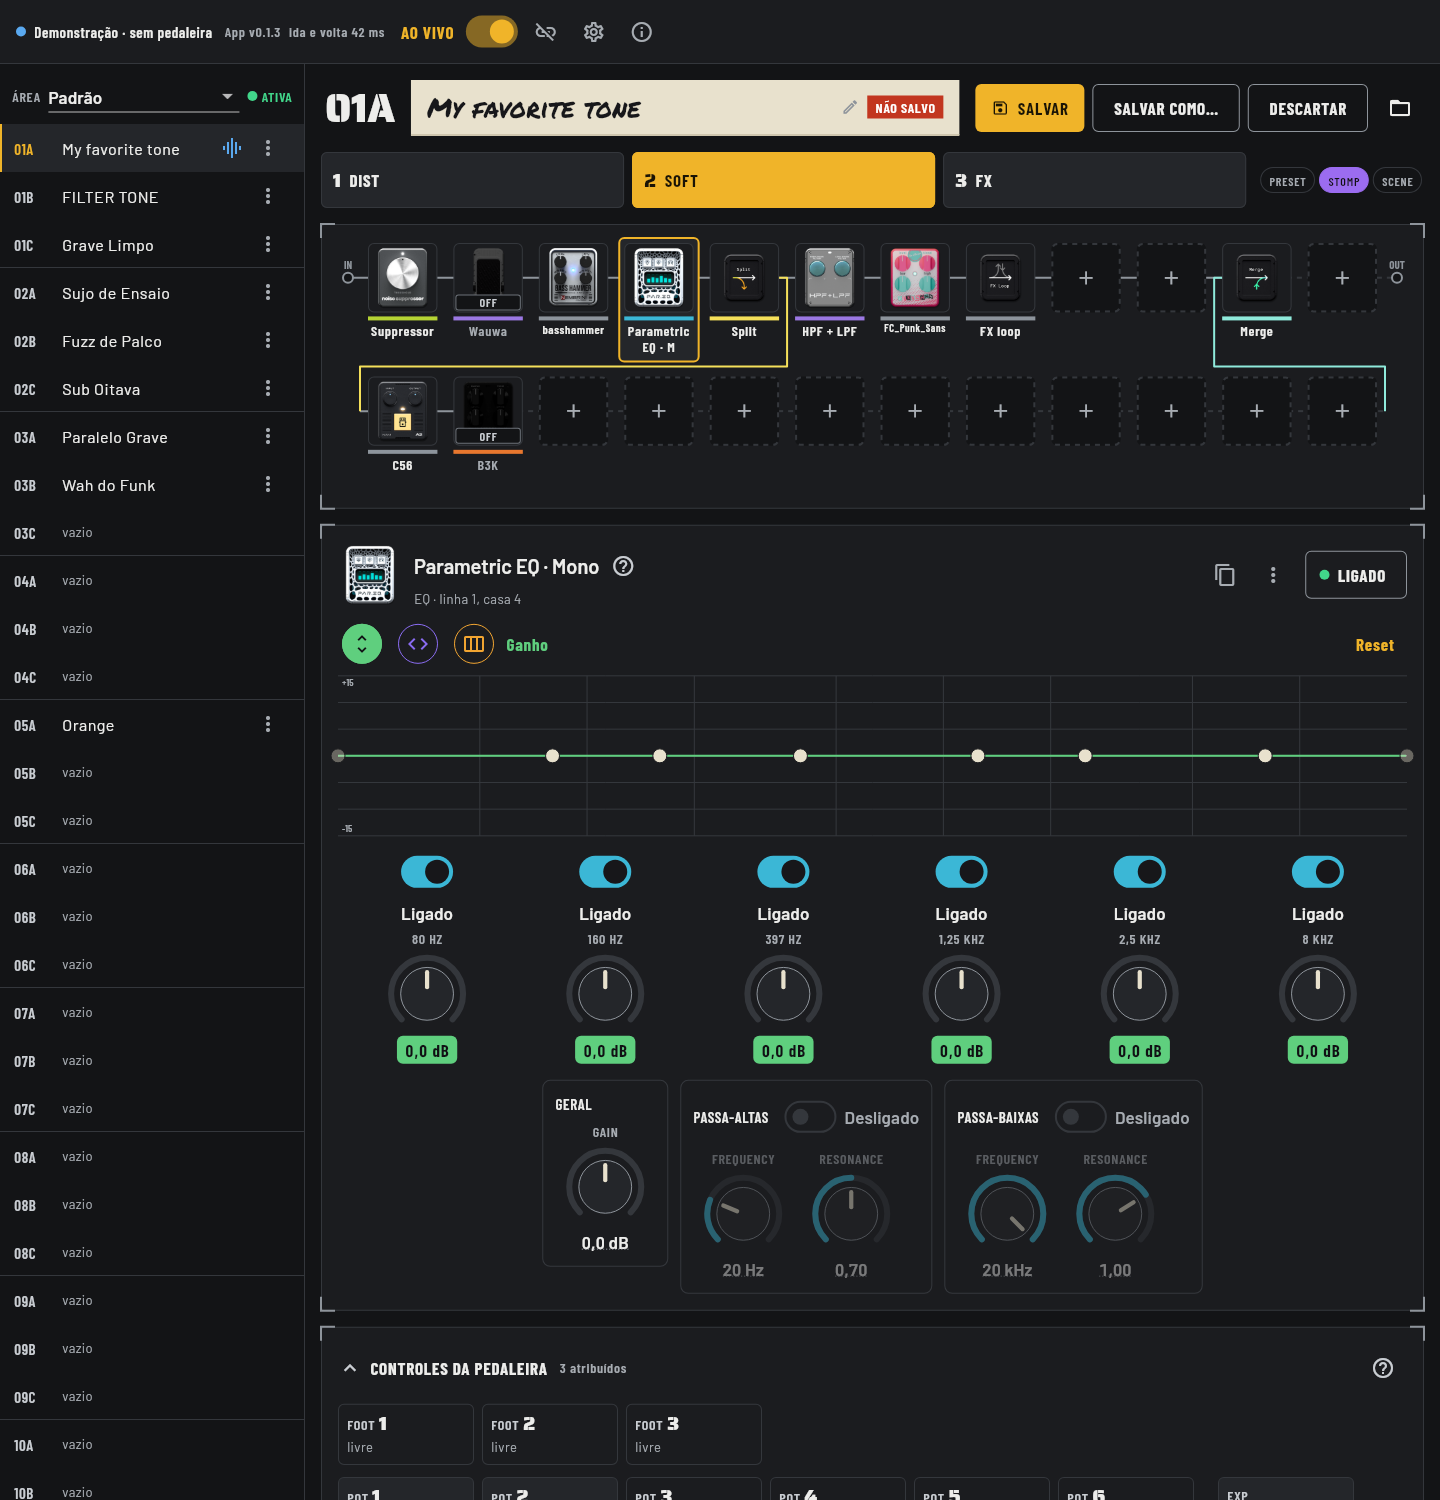 Demonstração · sem pedaleira App v0.1.3 Ida e volta 42 ms AO VIVO
ÁREA Padrão ATIVA
01A My favorite tone NÃO SALVO SALVAR SALVAR COMO... DESCARTAR
01A My favorite tone
01B FILTER TONE
01C Grave Limpo
02A Sujo de Ensaio
02B Fuzz de Palco
02C Sub Oitava
03A Paralelo Grave
03B Wah do Funk
03C vazio
04A vazio
04B vazio
04C vazio
05A Orange
05B vazio
05C vazio
06A vazio
06B vazio
06C vazio
07A vazio
07B vazio
07C vazio
08A vazio
08B vazio
08C vazio
09A vazio
09B vazio
09C vazio
10A vazio
10B vazio
1 DIST 2 SOFT 3 FX PRESET STOMP SCENE
IN OFF Split FX Loop Merge OUT
Suppressor Wauwa basshammer Parametric EQ · M Split HPF + LPF FC_Punk_Sans FX loop Merge
OFF
C56 B3K
Parametric EQ · Mono
EQ · linha 1, casa 4
LIGADO
Ganho Reset
+15
-15
Ligado Ligado Ligado Ligado Ligado Ligado
80 HZ 160 HZ 397 HZ 1,25 KHZ 2,5 KHZ 8 KHZ
0,0 dB 0,0 dB 0,0 dB 0,0 dB 0,0 dB 0,0 dB
GERAL
GAIN
0,0 dB
PASSA-ALTAS Desligado
FREQUENCY RESONANCE
20 Hz 0,70
PASSA-BAIXAS Desligado
FREQUENCY RESONANCE
20 kHz 1,00
CONTROLES DA PEDALEIRA 3 atribuídos
FOOT 1 FOOT 2 FOOT 3
livre livre livre
POT 1 POT 2 POT 3 POT 4 POT 5 POT 6 EXP